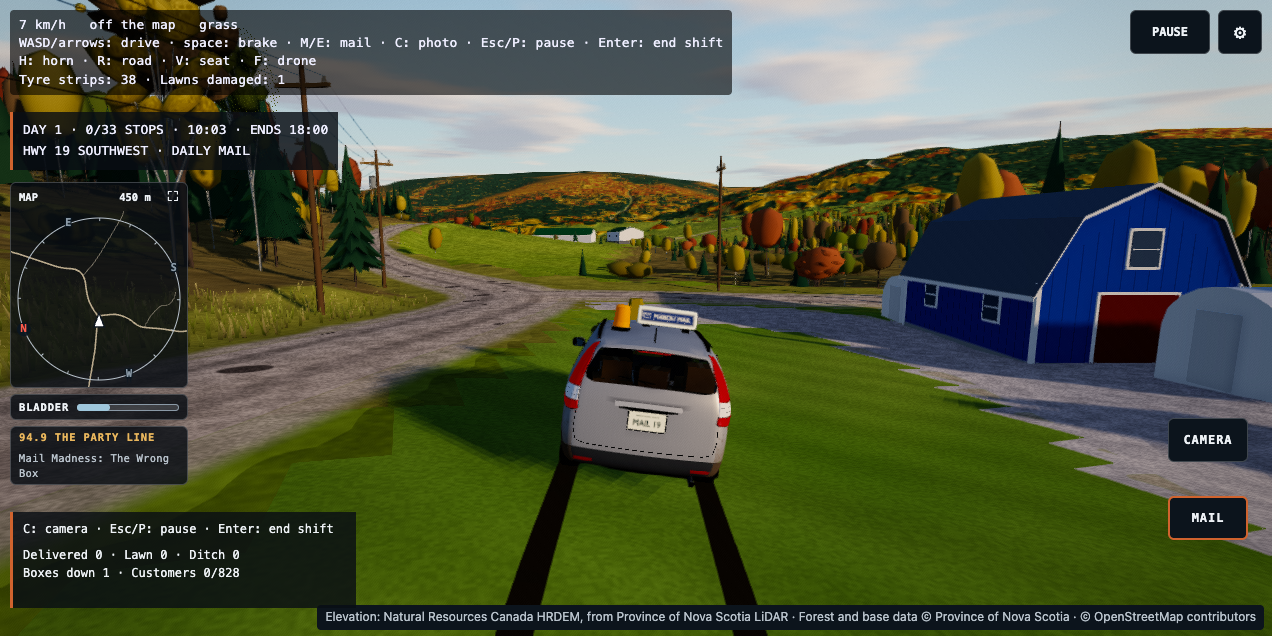 7 km/h off the map grass
WASD/arrows: drive · space: brake · M/E: mail · C: photo · Esc/P: pause · Enter: end shift
H: horn · R: road · V: seat · F: drone
Tyre strips: 38 · Lawns damaged: 1
PAUSE
DAY 1 · 0/33 STOPS · 10:03 · ENDS 18:00
HWY 19 SOUTHWEST · DAILY MAIL
MAP 450 m
E
S
N
W
BLADDER
94.9 THE PARTY LINE
Mail Madness: The Wrong
Box
MAIL
MAIL 19
CAMERA
MAIL
C: camera · Esc/P: pause · Enter: end shift
Delivered 0 · Lawn 0 · Ditch 0
Boxes down 1 · Customers 0/828
Elevation: Natural Resources Canada HRDEM, from Province of Nova Scotia LiDAR · Forest and base data © Province of Nova Scotia · © OpenStreetMap contributors